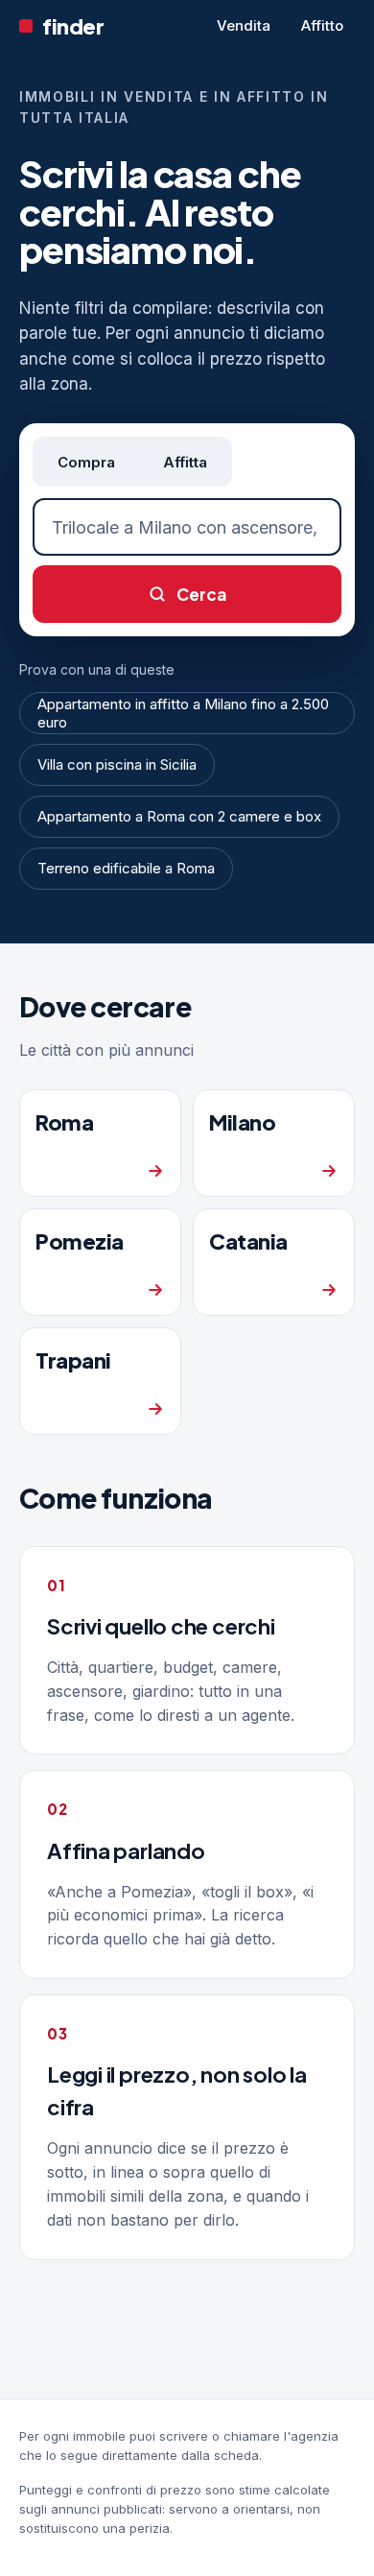 finder
Vendita
Affitto
IMMOBILI IN VENDITA E IN AFFITTO IN
TUTTA ITALIA
Scrivi la casa che
cerchi. Al resto
pensiamo noi.
Niente filtri da compilare: descrivila con
parole tue. Per ogni annuncio ti diciamo
anche come si colloca il prezzo rispetto
alla zona.
Compra
Affitta
Trilocale a Milano con ascensore,
Cerca
Prova con una di queste
Appartamento in affitto a Milano fino a 2.500
euro
Villa con piscina in Sicilia
Appartamento a Roma con 2 camere e box
Terreno edificabile a Roma
Dove cercare
Le città con più annunci
Roma
Milano
Pomezia
Catania
Trapani
Come funziona
01
Scrivi quello che cerchi
Città, quartiere, budget, camere,
ascensore, giardino: tutto in una
frase, come lo diresti a un agente.
02
Affina parlando
«Anche a Pomezia», «togli il box», «i
più economici prima». La ricerca
ricorda quello che hai già detto.
03
Leggi il prezzo, non solo la
cifra
Ogni annuncio dice se il prezzo è
sotto, in linea o sopra quello di
immobili simili della zona, e quando i
dati non bastano per dirlo.
Per ogni immobile puoi scrivere o chiamare l'agenzia
che lo segue direttamente dalla scheda.
Punteggi e confronti di prezzo sono stime calcolate
sugli annunci pubblicati: servono a orientarsi, non
sostituiscono una perizia.